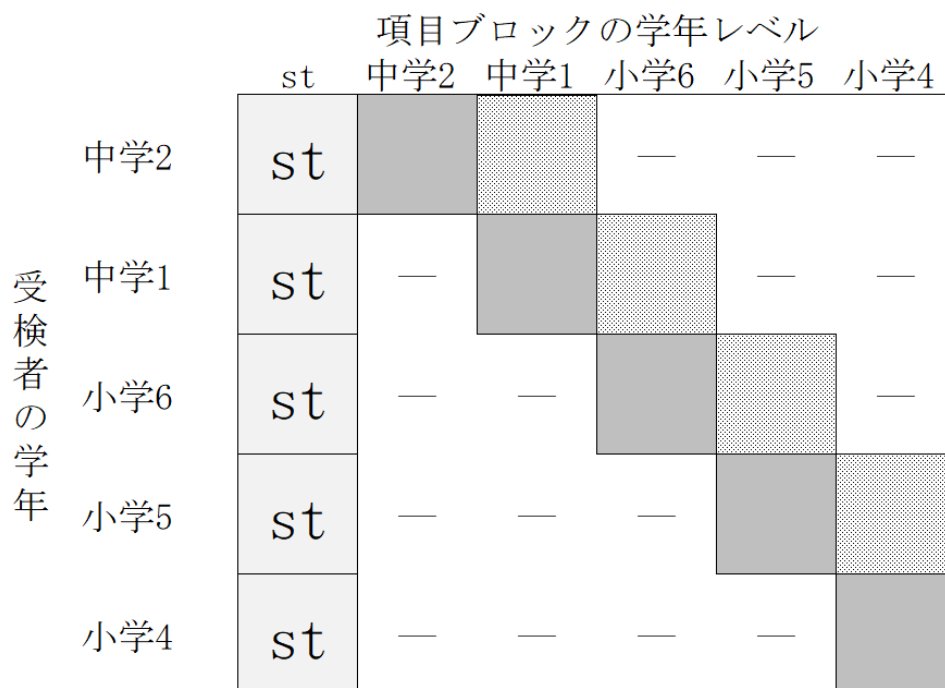 項目ブロックの学年レベル
st 中学2 中学1 小学6 小学5 小学4
受検者の学年
中学2 st — — —
中学1 st — — —
小学6 st — — —
小学5 st — — —
小学4 st — — — —